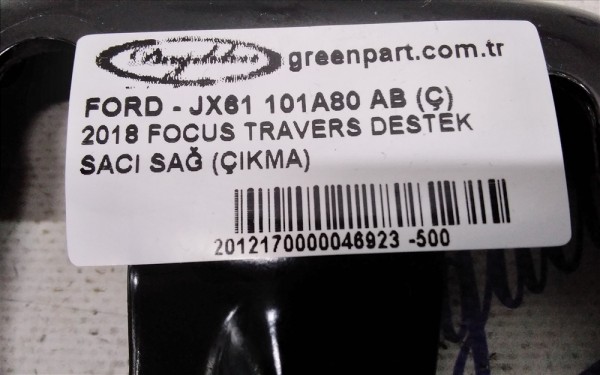 greenpart.com.tr
FORD - JX61 101A80 AB (Ç)
2018 FOCUS TRAVERS DESTEK
SACI SAĞ (ÇIKMA)
2012170000046923 -500